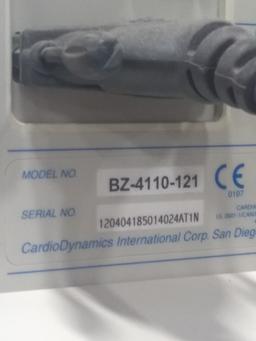 MODEL NO. BZ-4110-121 CE
0197
SERIAL NO 120404185014024AT1N
CardioDynamics International Corp. San Dieg